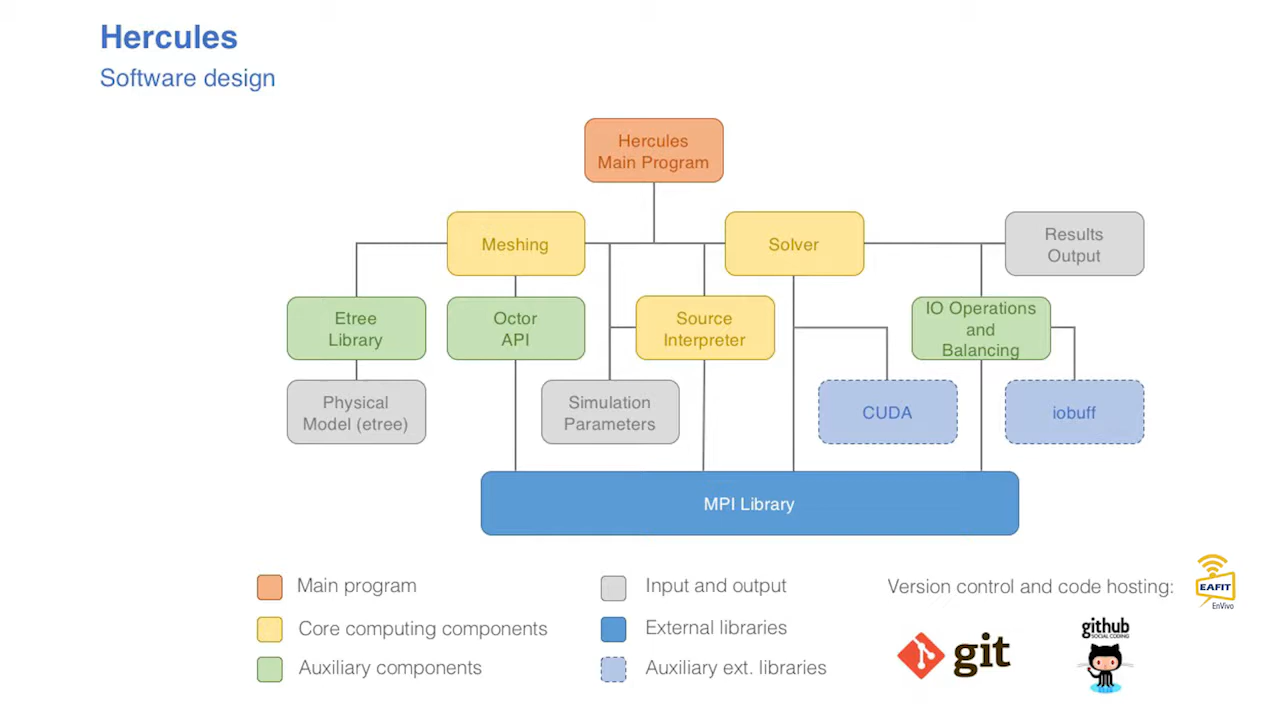 Hercules
Software design
Hercules
Main Program
Meshing
Solver
Results
Output
Etree
Library
Octor
API
Source
Interpreter
IO Operations
and
Balancing
Physical
Model (etree)
Simulation
Parameters
CUDA
iobuff
MPI Library
Main program
Input and output
Version control and code hosting:
Core computing components
External libraries
Auxiliary components
Auxiliary ext. libraries
git
github
SOCIAL CODING
EAFIT
EnVivo